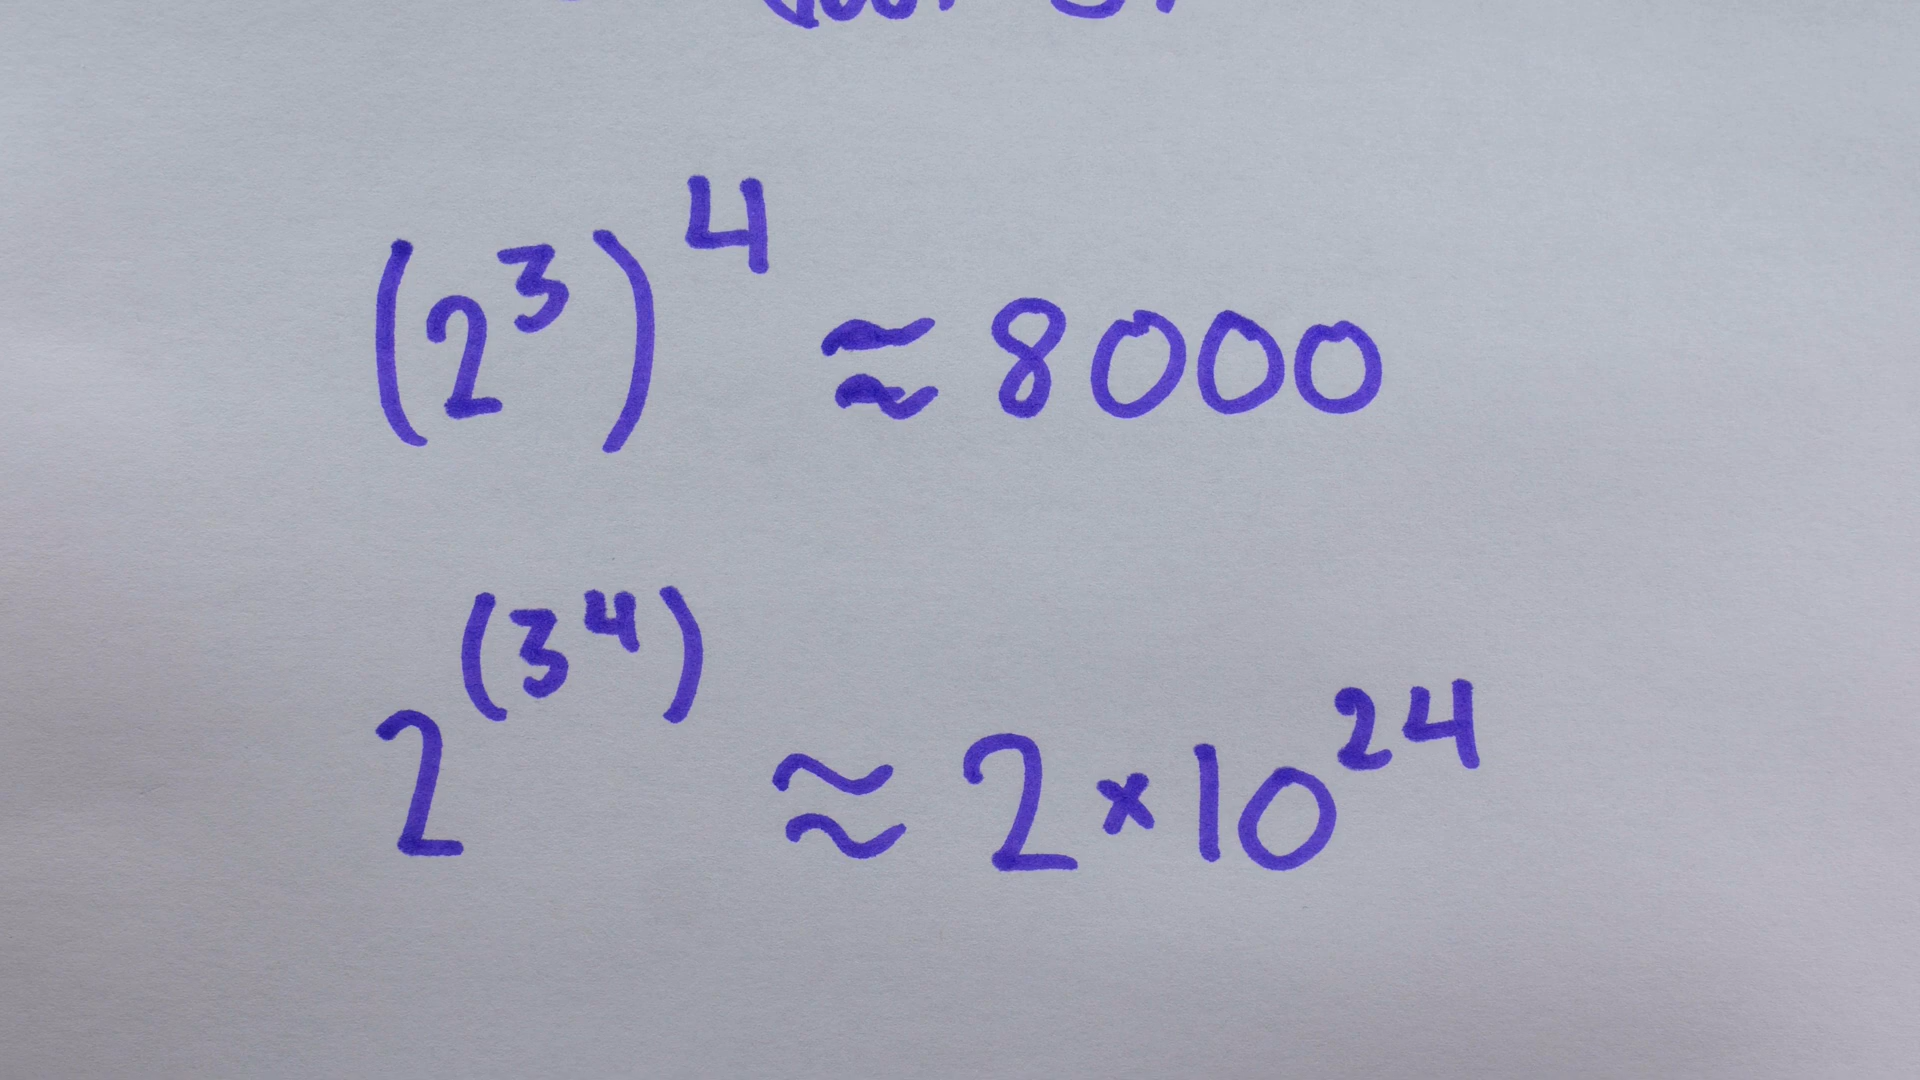 (2³)⁴ ≈ 8000
2^(3⁴) ≈ 2 × 10²⁴